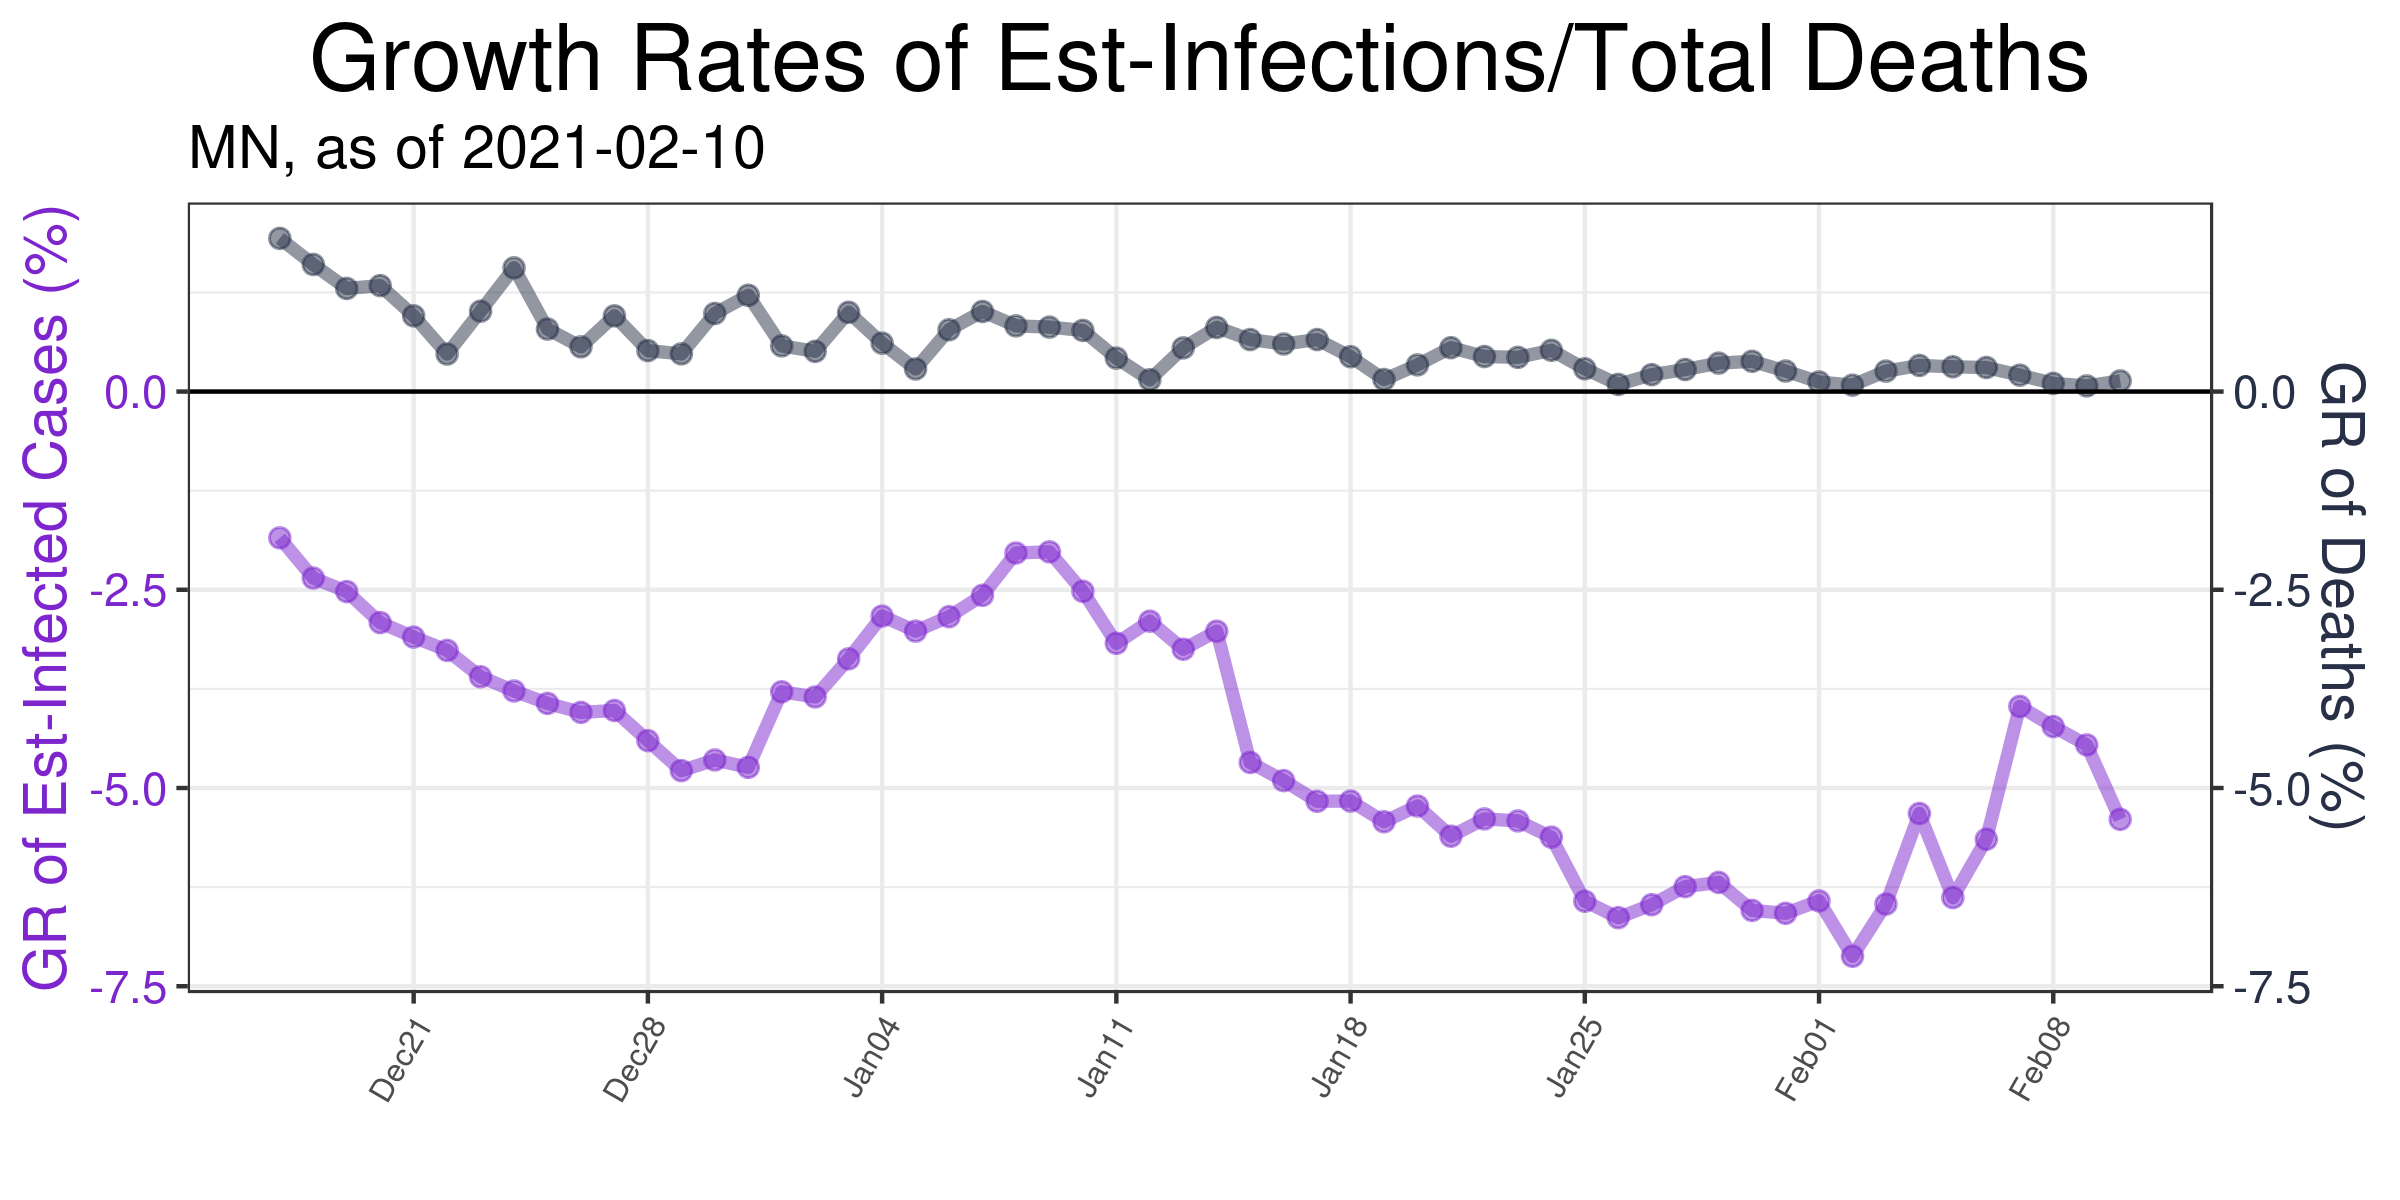 Growth Rates of Est-Infections/Total Deaths
MN, as of 2021-02-10
GR of Est-Infected Cases (%)
0.0
-2.5
-5.0
-7.5
0.0
-2.5
-5.0
-7.5
GR of Deaths (%)
Dec21
Dec28
Jan04
Jan11
Jan18
Jan25
Feb01
Feb08